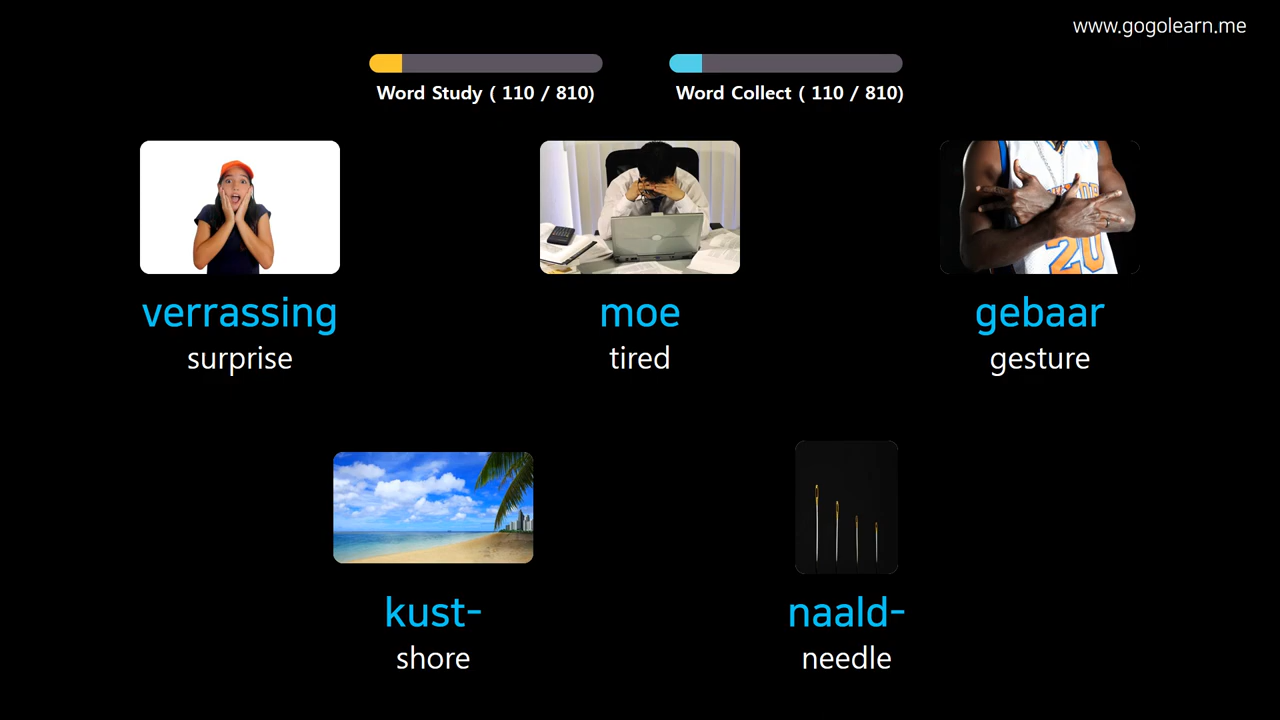 www.gogolearn.me
Word Study ( 110 / 810)
Word Collect ( 110 / 810)
verrassing
surprise
moe
tired
gebaar
gesture
20
kust-
shore
naald-
needle